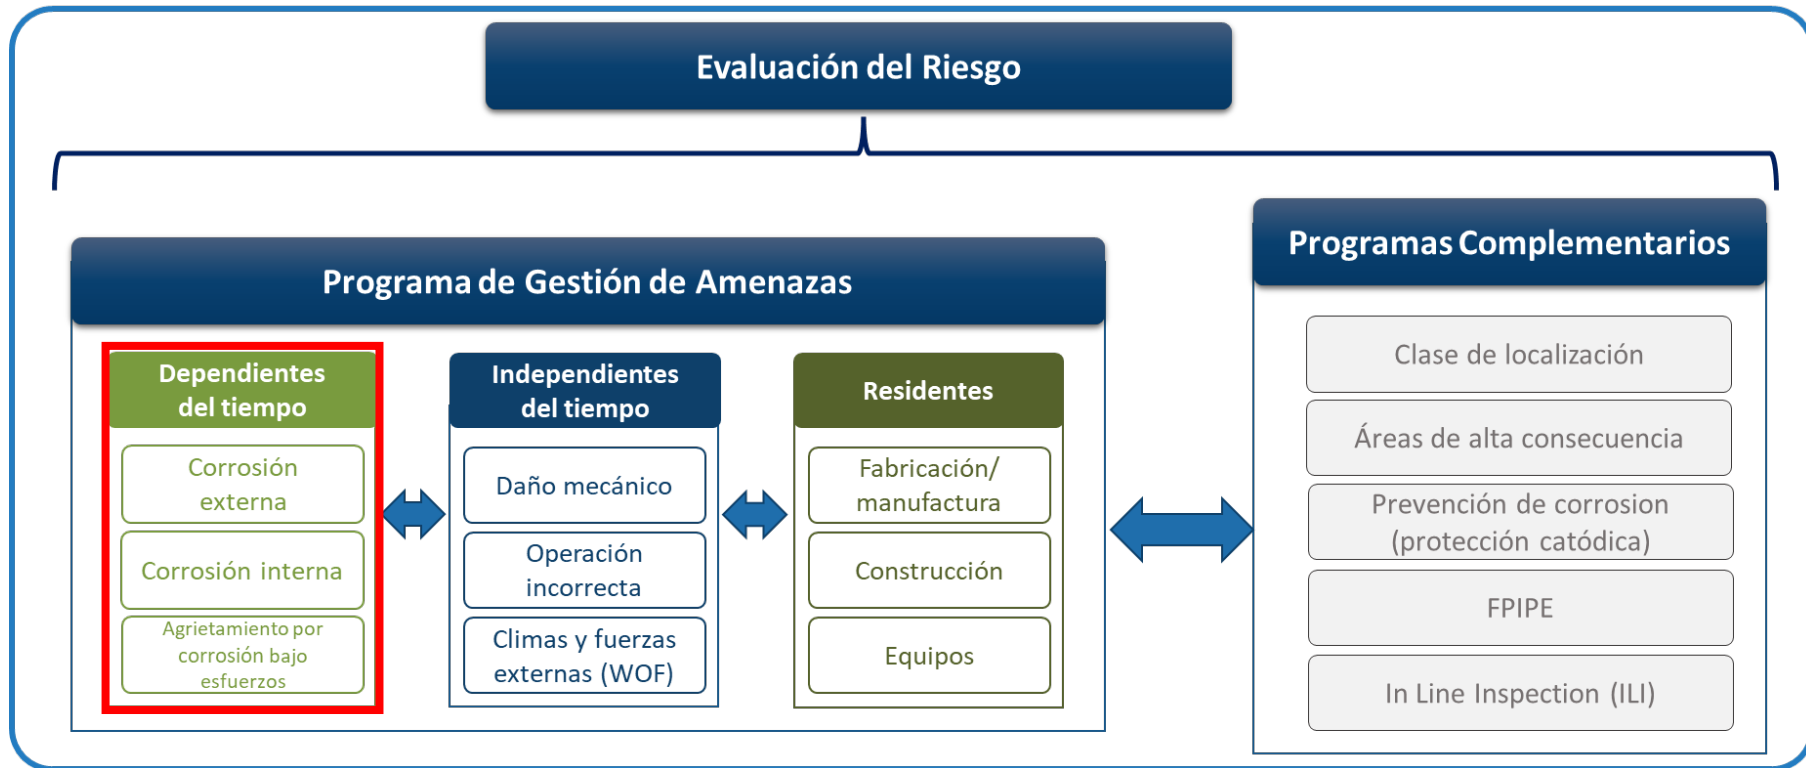 Evaluación del Riesgo
Programa de Gestión de Amenazas
Dependientes
del tiempo
Corrosión
externa
Corrosión interna
Agrietamiento por
corrosión bajo
esfuerzos
Independientes
del tiempo
Daño mecánico
Operación
incorrecta
Climas y fuerzas
externas (WOF)
Residentes
Fabricación/
manufactura
Construcción
Equipos
Programas Complementarios
Clase de localización
Áreas de alta consecuencia
Prevención de corrosion
(protección catódica)
FPIPE
In Line Inspection (ILI)